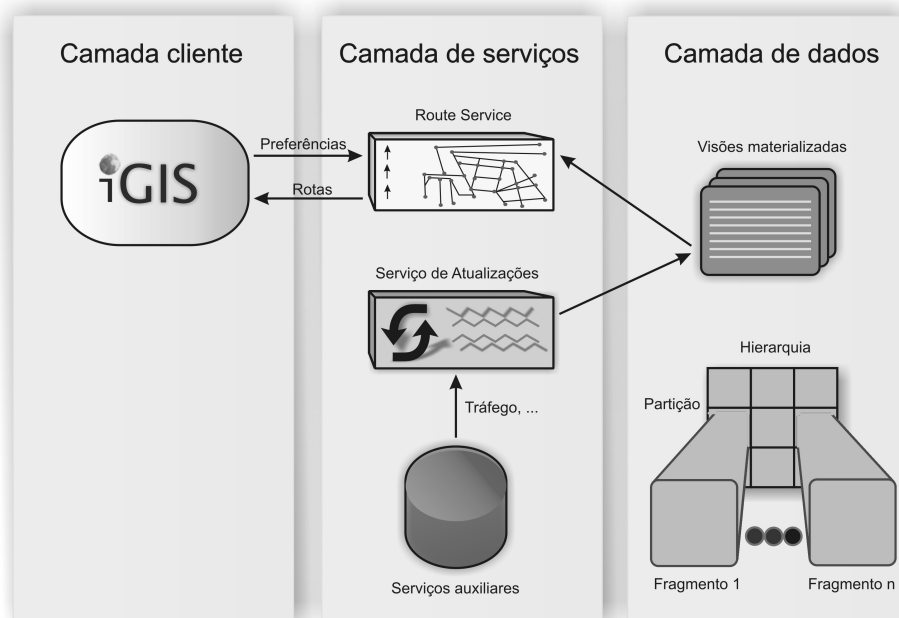 Camada cliente
iGIS
Preferências
Rotas
Camada de serviços
Route Service
Serviço de Atualizações
Tráfego, ...
Serviços auxiliares
Camada de dados
Visões materializadas
Hierarquia
Partição
Fragmento 1
Fragmento n